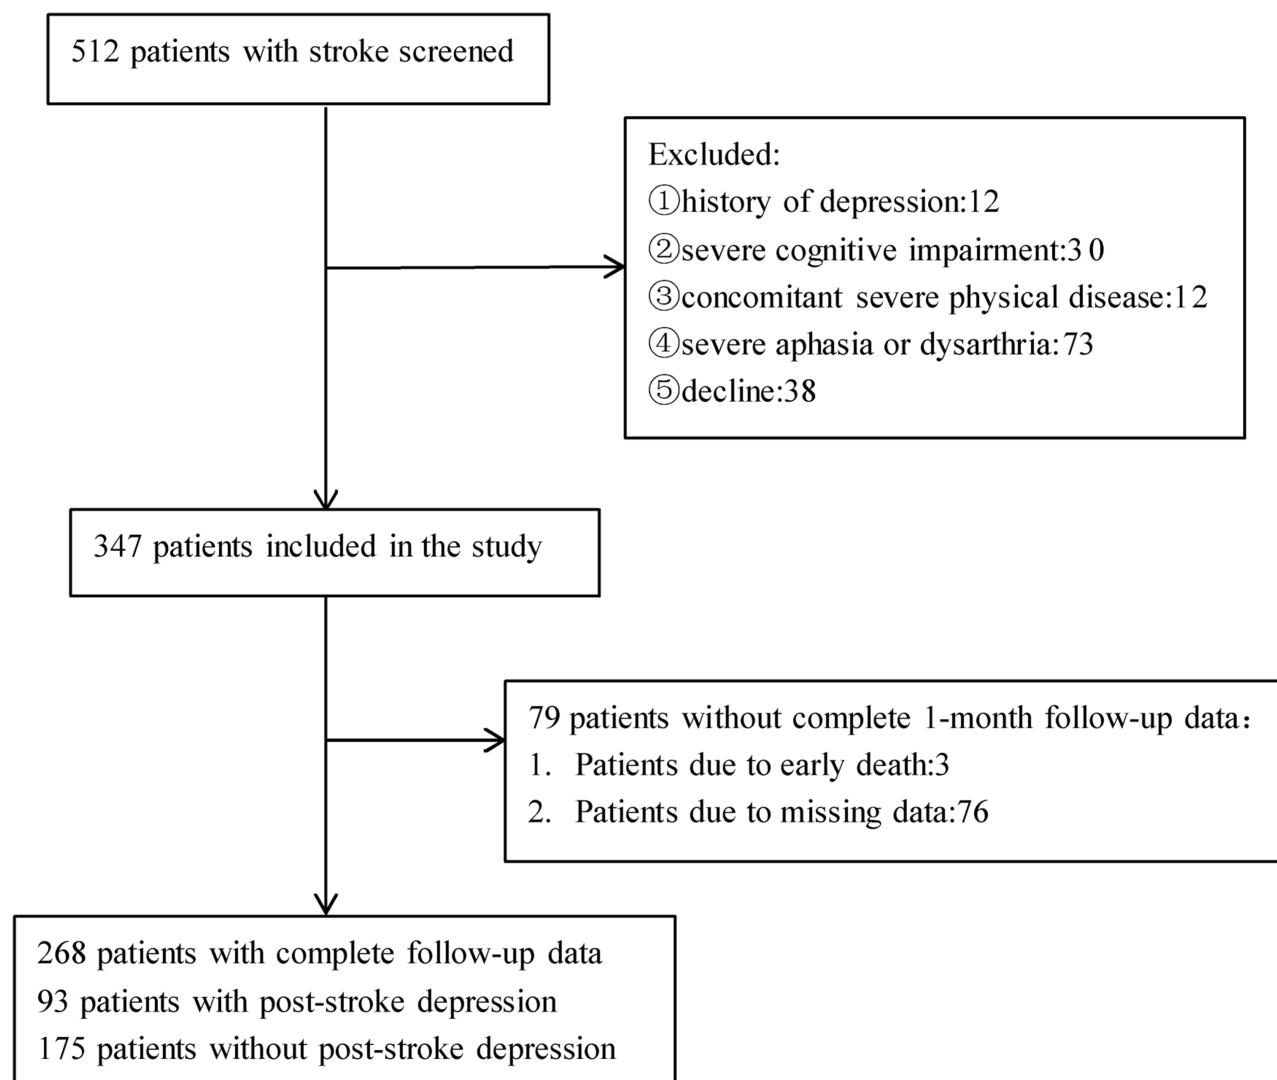 512 patients with stroke screened
Excluded:
①history of depression:12
②severe cognitive impairment:30
③concomitant severe physical disease:12
④severe aphasia or dysarthria:73
⑤decline:38
347 patients included in the study
79 patients without complete 1-month follow-up data：
1. Patients due to early death:3
2. Patients due to missing data:76
268 patients with complete follow-up data
93 patients with post-stroke depression
175 patients without post-stroke depression